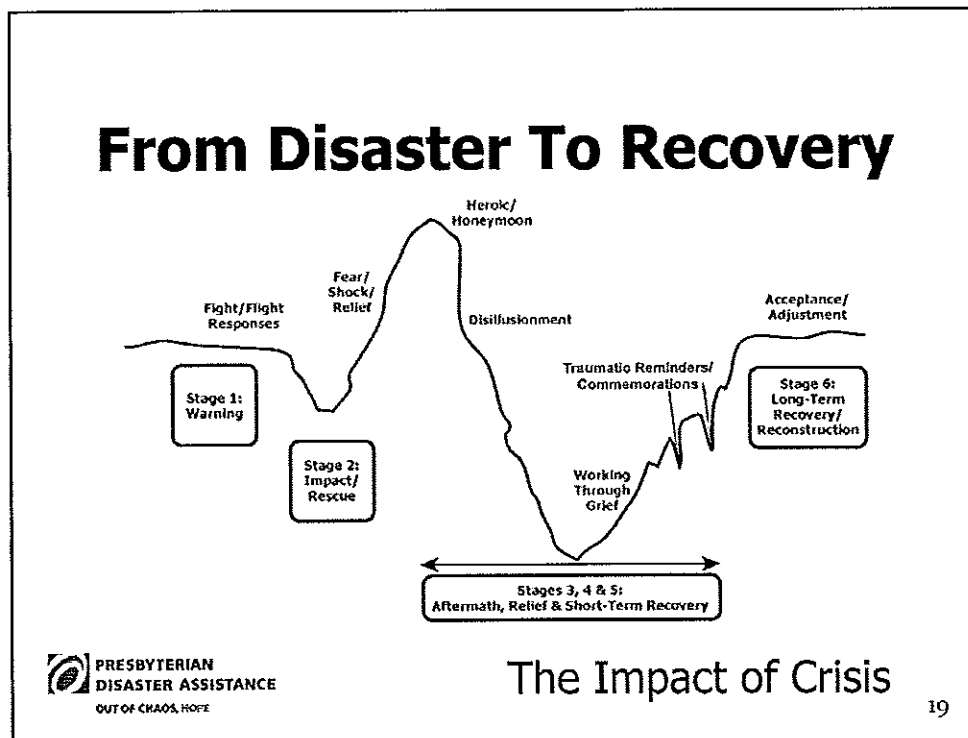 From Disaster To Recovery
Heroic/
Honeymoon
Fear/
Shock/
Relief
Fight/Flight
Responses
Disillusionment
Acceptance/
Adjustment
Traumatic Reminders/
Commemorations
Stage 1:
Warning
Stage 6:
Long-Term
Recovery/
Reconstruction
Stage 2:
Impact/
Rescue
Working
Through
Grief
Stages 3, 4 & 5:
Aftermath, Relief & Short-Term Recovery
PRESBYTERIAN
DISASTER ASSISTANCE
OUT OF CHAOS, HOPE
The Impact of Crisis
19